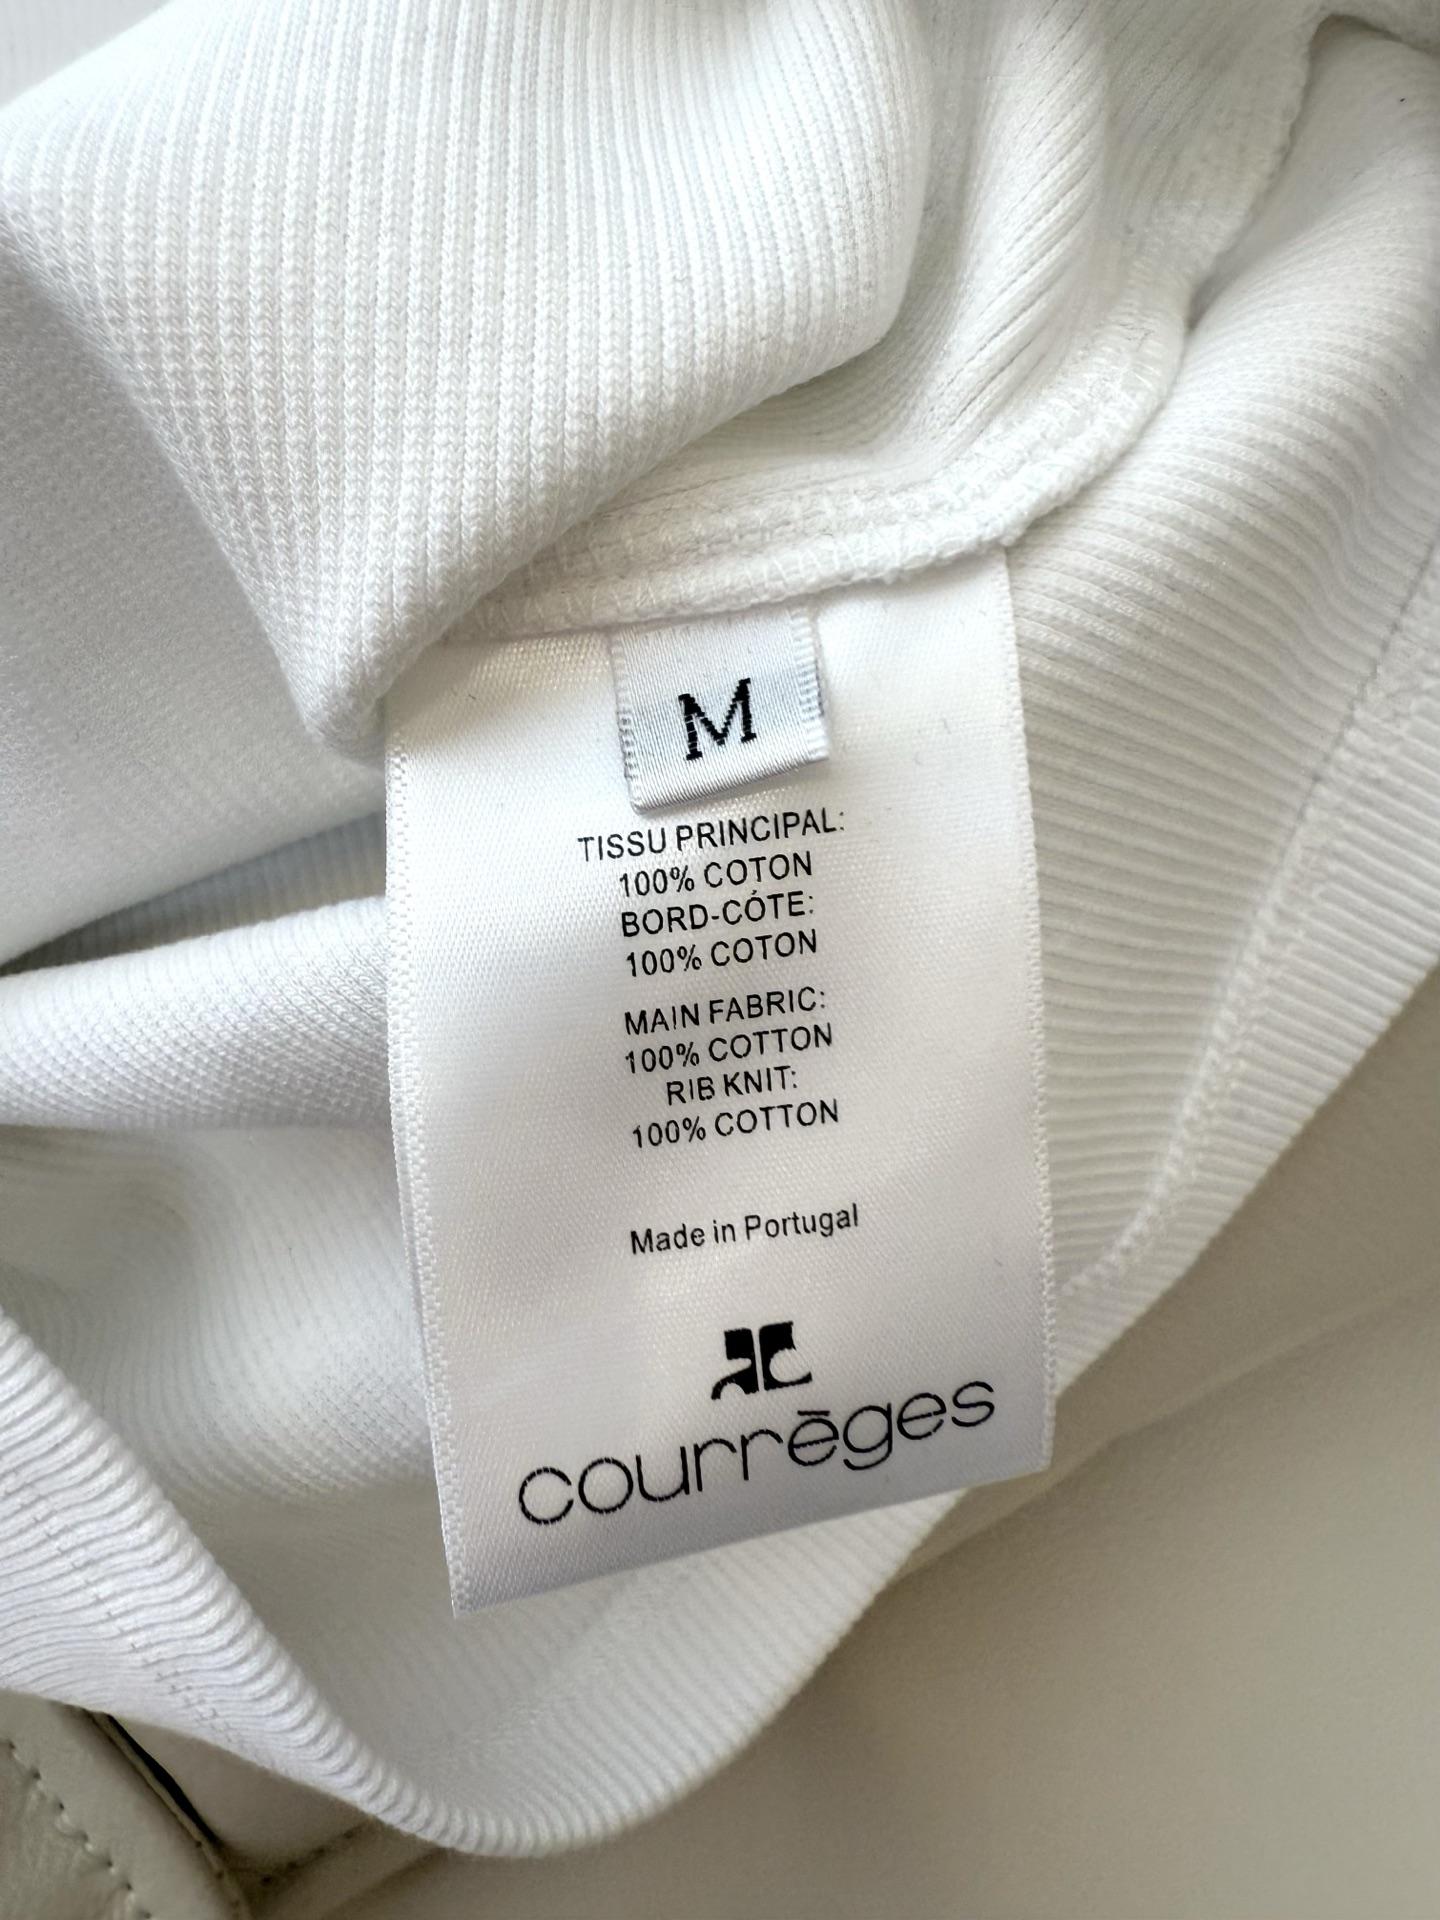 M
TISSU PRINCIPAL:
100% COTON
BORD-CÓTE:
100% COTON
MAIN FABRIC:
100% COTTON
RIB KNIT:
100% COTTON
Made in Portugal
courrēges